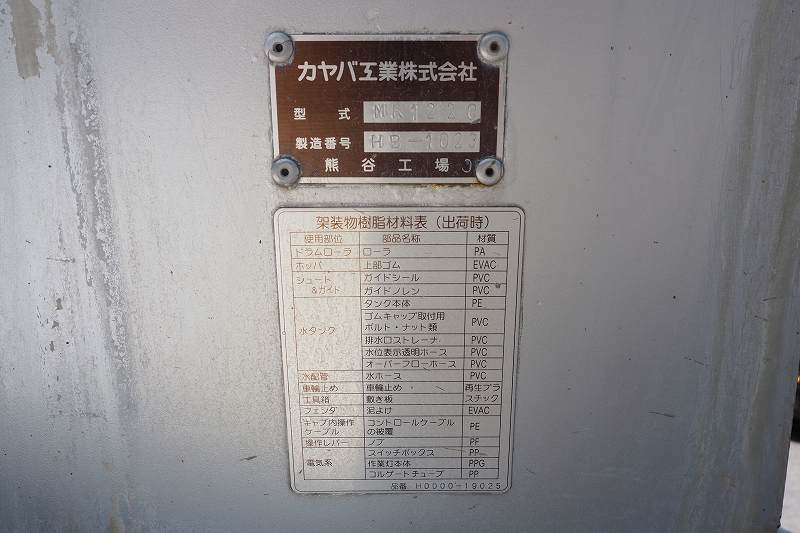 カヤバ工業株式会社
型式 MR1220
製造番号 HB-1023
熊谷工場
架装物樹脂材料表（出荷時）
使用部位 部品名称 材質
ドラムローラ ローラ PA
ホッパ 上部ゴム EVAC
シュート&ガイド ガイドシール PVC
ガイドノレン PVC
水タンク タンク本体 PE
ゴムキャップ取付用
ボルト・ナット類 PVC
排水口ストレーナ PVC
水位表示透明ホース PVC
オーバーフローホース PVC
水配管 水ホース PVC
車輪止め 車輪止め 再生プラ
工具箱 敷き板 スチック
フェンダ 泥よけ EVAC
キャブ内操作ケーブル コントロールケーブル
の被覆 PE
操作レバー ノブ PF
電気系 スイッチボックス PP
作業灯本体 PPG
コルゲートチューブ PP
品番 H0000-19025